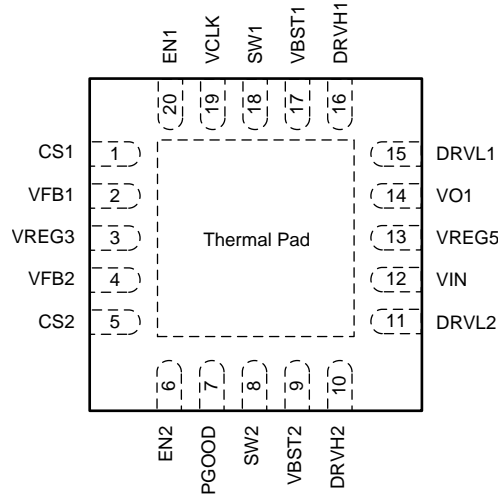 EN1
VCLK
SW1
VBST1
DRVH1
20
19
18
17
16
CS1 1
15 DRVL1
VFB1 2
14 VO1
VREG3 3
Thermal Pad
13 VREG5
VFB2 4
12 VIN
CS2 5
11 DRVL2
6
7
8
9
10
EN2
PGOOD
SW2
VBST2
DRVH2